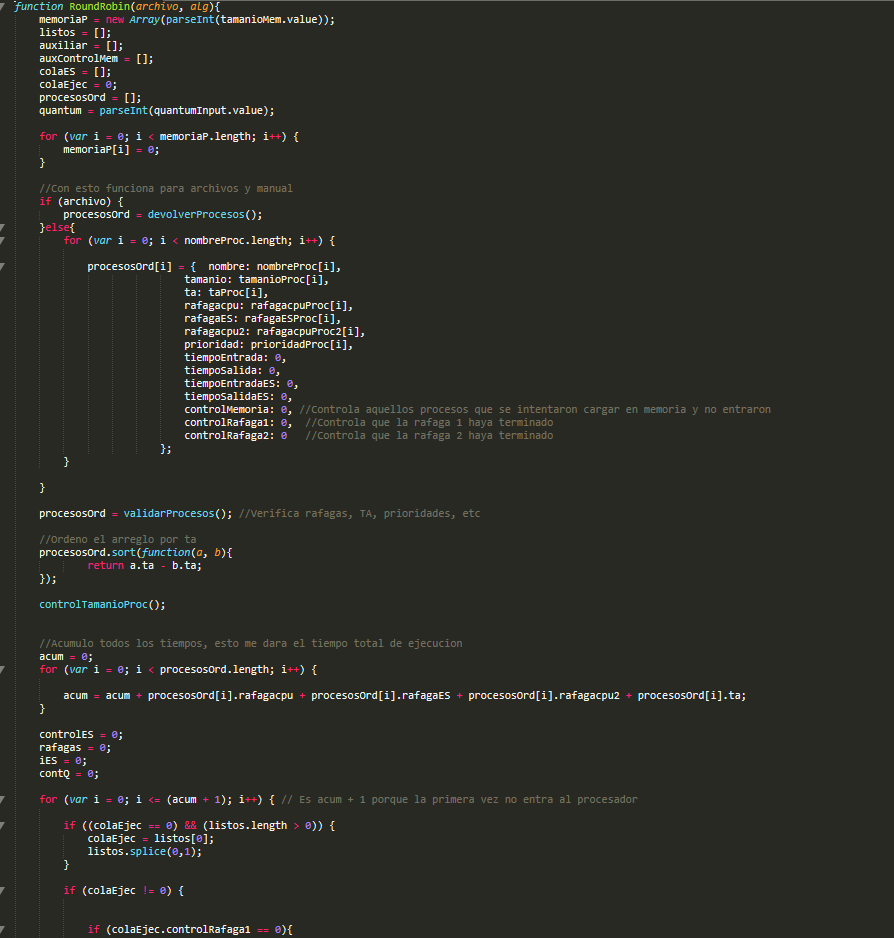 function RoundRobin(archivo, alg){
memoriaP = new Array(parseInt(tamanioMem.value));
listos = [];
auxiliar = [];
auxControlMem = [];
colaES = [];
colaEjec = 0;
procesosOrd = [];
quantum = parseInt(quantumInput.value);
for (var i = 0; i < memoriaP.length; i++) {
memoriaP[i] = 0;
}
//Con esto funciona para archivos y manual
if (archivo) {
procesosOrd = devolverProcesos();
}else{
for (var i = 0; i < nombreProc.length; i++) {
procesosOrd[i] = {  nombre: nombreProc[i],
tamanio: tamanioProc[i],
ta: taProc[i],
rafagacpu: rafagacpuProc[i],
rafagaES: rafagaESProc[i],
rafagacpu2: rafagacpuProc2[i],
prioridad: prioridadProc[i],
tiempoEntrada: 0,
tiempoSalida: 0,
tiempoEntradaES: 0,
tiempoSalidaES: 0,
controlMemoria: 0, //Controla aquellos procesos que se intentaron cargar en memoria y no entraron
controlRafaga1: 0,  //Controla que la rafaga 1 haya terminado
controlRafaga2: 0   //Controla que la rafaga 2 haya terminado
};
}
}
procesosOrd = validarProcesos(); //Verifica rafagas, TA, prioridades, etc
//Ordeno el arreglo por ta
procesosOrd.sort(function(a, b){
return a.ta - b.ta;
});
controlTamanioProc();
//Acumulo todos los tiempos, esto me dara el tiempo total de ejecucion
acum = 0;
for (var i = 0; i < procesosOrd.length; i++) {
acum = acum + procesosOrd[i].rafagacpu + procesosOrd[i].rafagaES + procesosOrd[i].rafagacpu2 + procesosOrd[i].ta;
}
controlES = 0;
rafagas = 0;
iES = 0;
contQ = 0;
for (var i = 0; i <= (acum + 1); i++) { // Es acum + 1 porque la primera vez no entra al procesador
if ((colaEjec == 0) && (listos.length > 0)) {
colaEjec = listos[0];
listos.splice(0,1);
}
if (colaEjec != 0) {
if (colaEjec.controlRafaga1 == 0){